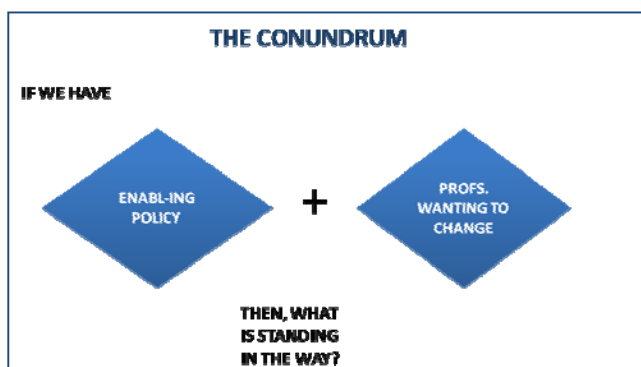 THE CONUNDRUM
IF WE HAVE
ENABL-ING
POLICY
+
PROFS.
WANTING TO
CHANGE
THEN, WHAT
IS STANDING
IN THE WAY?